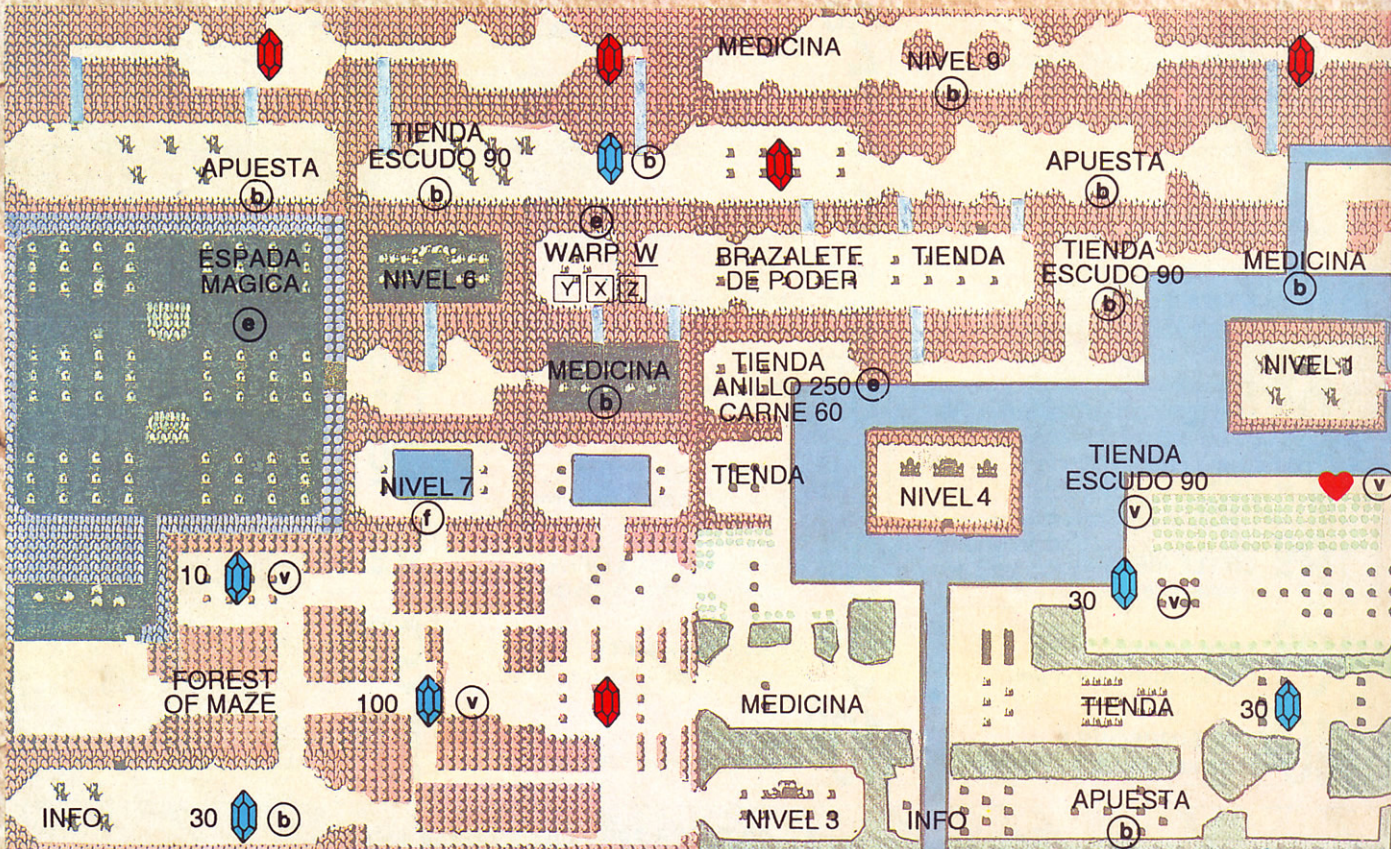 MEDICINA
NIVEL 9
b
TIENDA
ESCUDO 90
b
b
APUESTA
b
APUESTA
b
ESPADA
MAGICA
e
NIVEL 6
e
WARP W
Y X Z
BRAZALETE
DE PODER
TIENDA
TIENDA
ESCUDO 90
b
MEDICINA
b
MEDICINA
b
TIENDA
ANILLO 250 e
CARNE 60
NIVEL 1
NIVEL 7
f
TIENDA
NIVEL 4
TIENDA
ESCUDO 90
v
v
10 v
30 v
FOREST
OF MAZE
100 v
MEDICINA
TIENDA
30
INFO
30 b
NIVEL 3
INFO
APUESTA
b